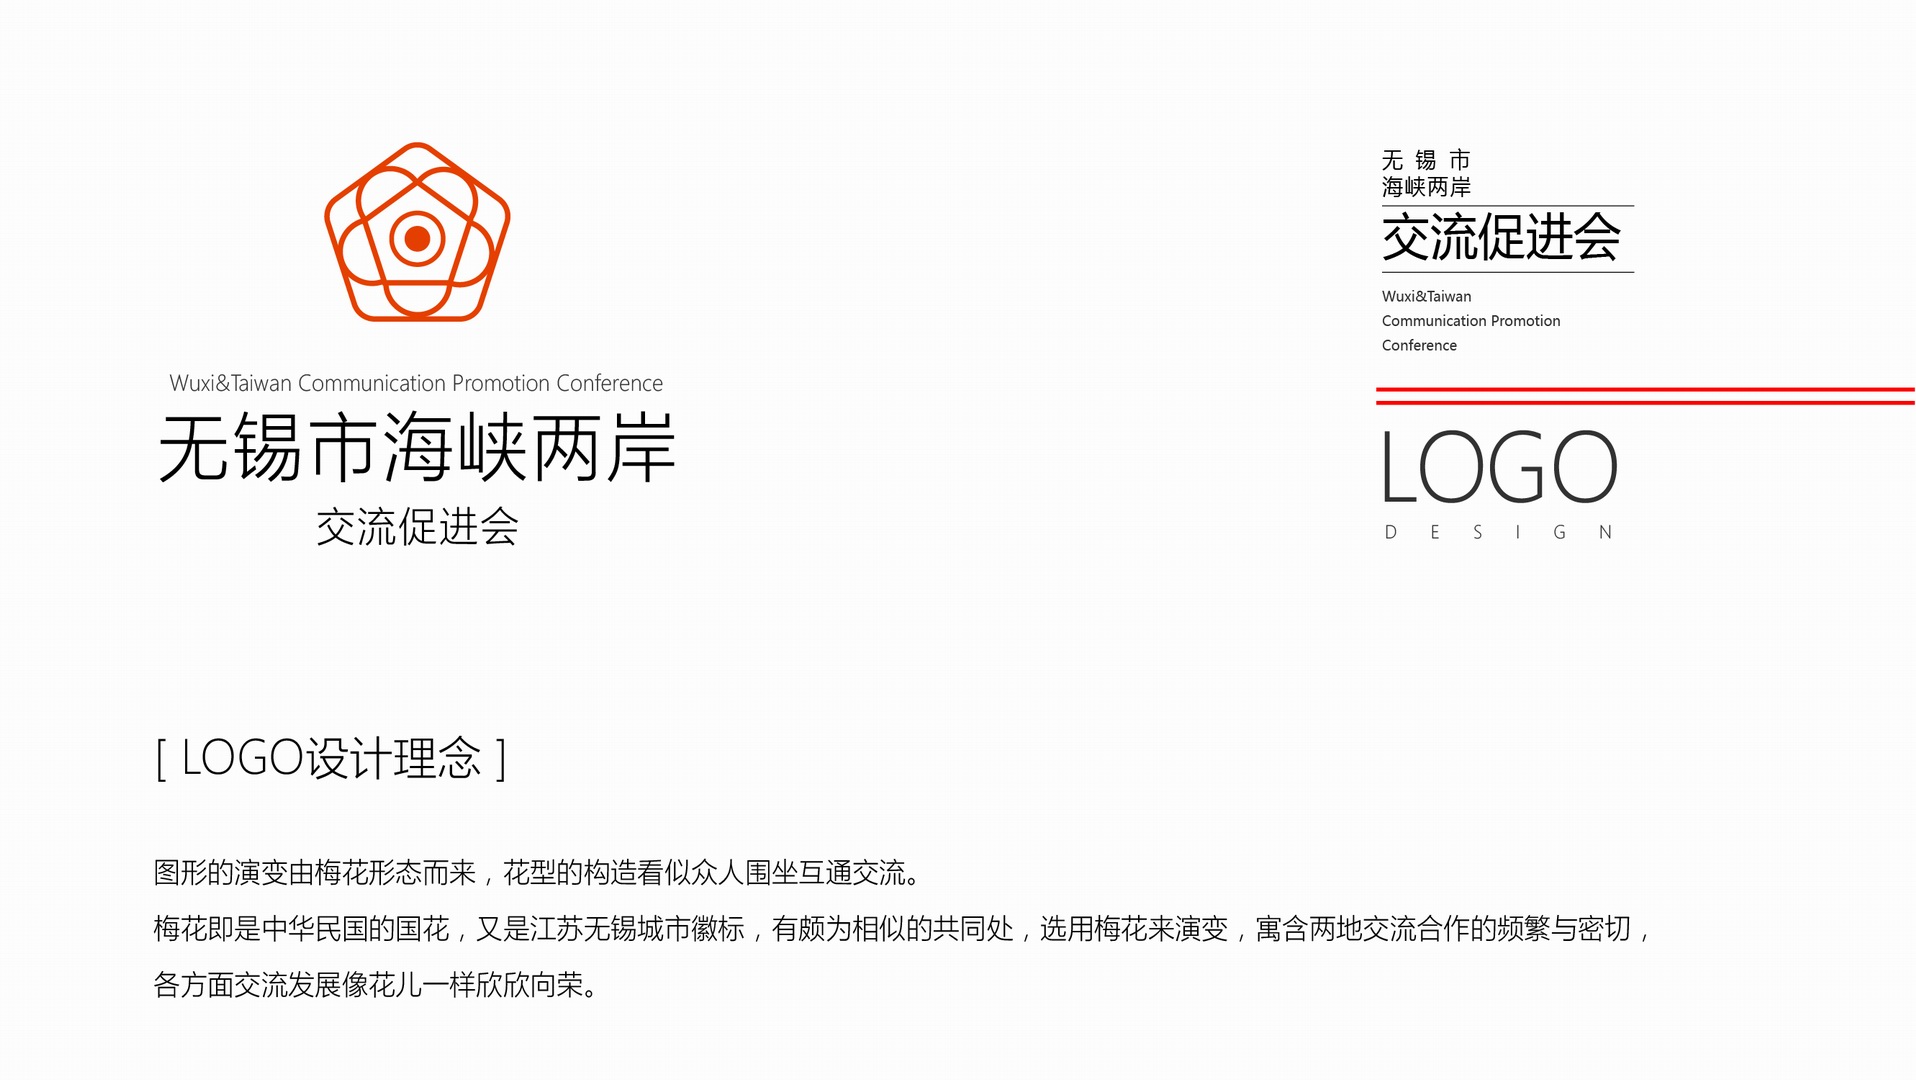 Wuxi&Taiwan Communication Promotion Conference
无锡市海峡两岸
交流促进会
无 锡 市
海峡两岸
交流促进会
Wuxi&Taiwan
Communication Promotion
Conference
LOGO
D E S I G N
[ LOGO设计理念 ]
图形的演变由梅花形态而来，花型的构造看似众人围坐互通交流。
梅花即是中华民国的国花，又是江苏无锡城市徽标，有颇为相似的共同处，选用梅花来演变，寓含两地交流合作的频繁与密切，
各方面交流发展像花儿一样欣欣向荣。